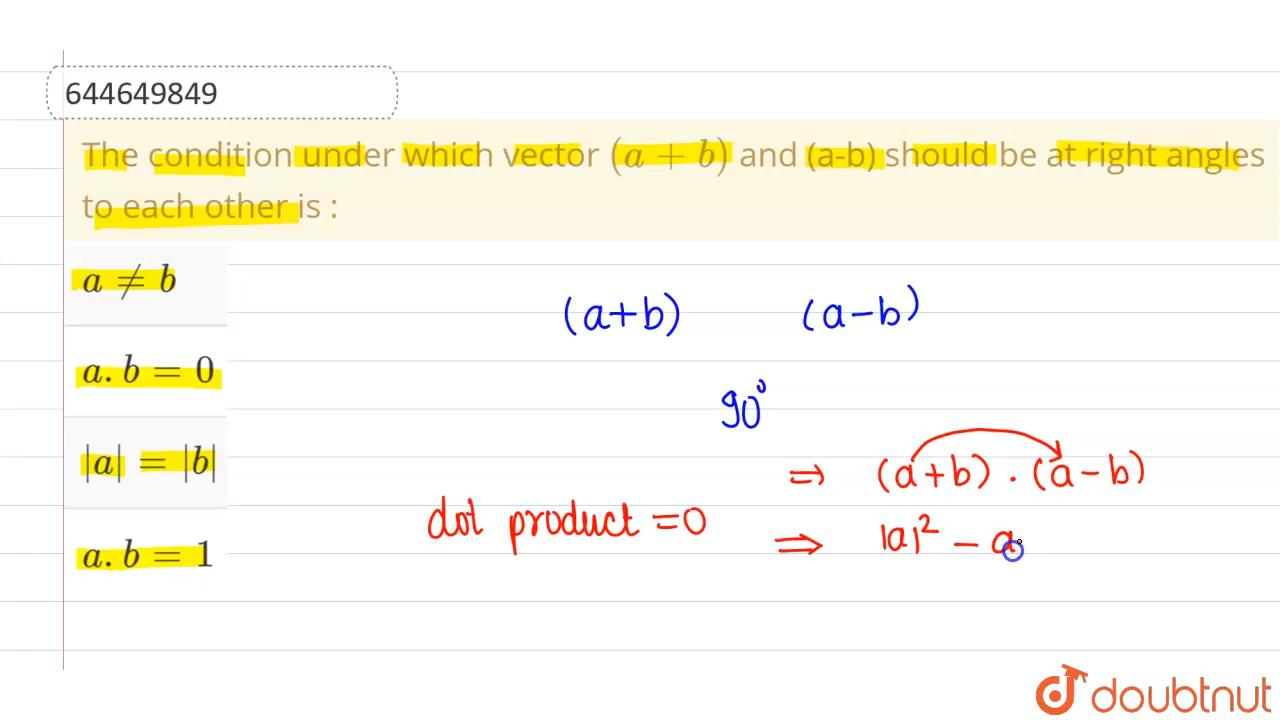 644649849
The condition under which vector (a + b) and (a-b) should be at right angles
to each other is :
a ≠ b
a. b = 0
|a| = |b|
a. b = 1
(a+b) (a-b)
90°
⇒ (a+b) . (a-b)
dot product = 0 ⇒ |a|² - a.
doubtnut